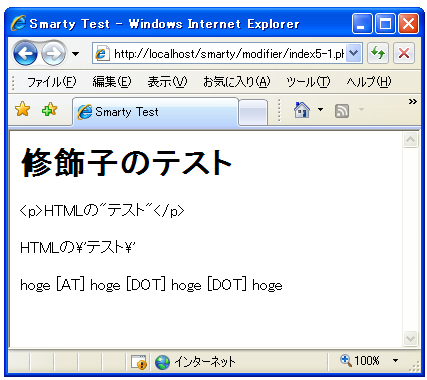 Smarty Test - Windows Internet Explorer
http://localhost/smarty/modifier/index5-1.ph
ファイル(F) 編集(E) 表示(V) お気に入り(A) ツール(T) ヘルプ(H)
Smarty Test
修飾子のテスト
<p>HTMLの"テスト"</p>
HTMLの¥'テスト¥'
hoge [AT] hoge [DOT] hoge [DOT] hoge
インターネット 100%